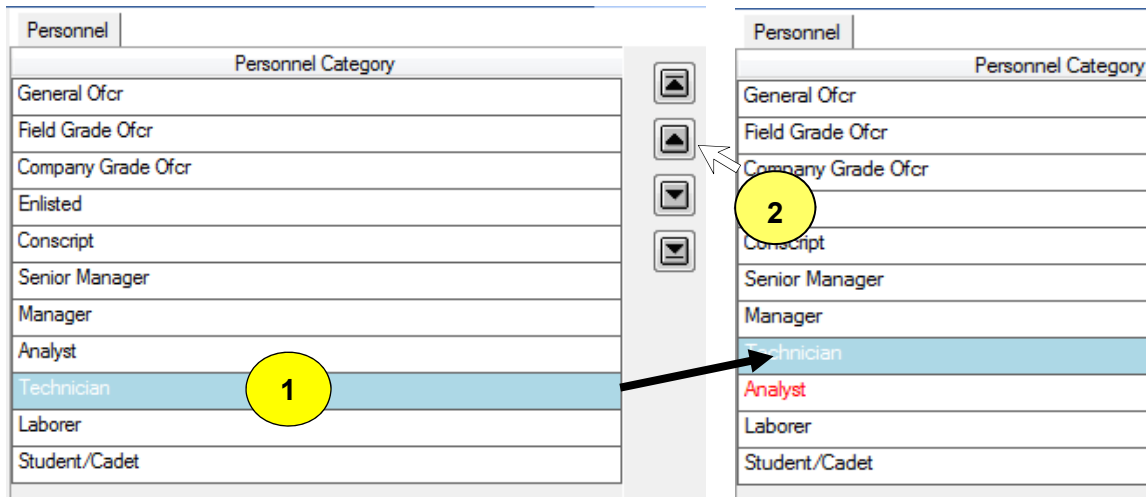 Personnel
Personnel Category
General Ofcr
Field Grade Ofcr
Company Grade Ofcr
Enlisted
Conscript
Senior Manager
Manager
Analyst
Technician
Laborer
Student/Cadet
1
2
Personnel
Personnel Category
General Ofcr
Field Grade Ofcr
Company Grade Ofcr
Conscript
Senior Manager
Manager
Technician
Analyst
Laborer
Student/Cadet